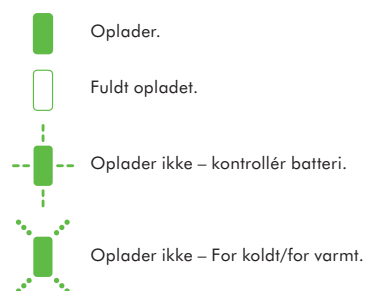 Oplader.
Fuldt opladet.
Oplader ikke – kontrollér batteri.
Oplader ikke – For koldt/for varmt.